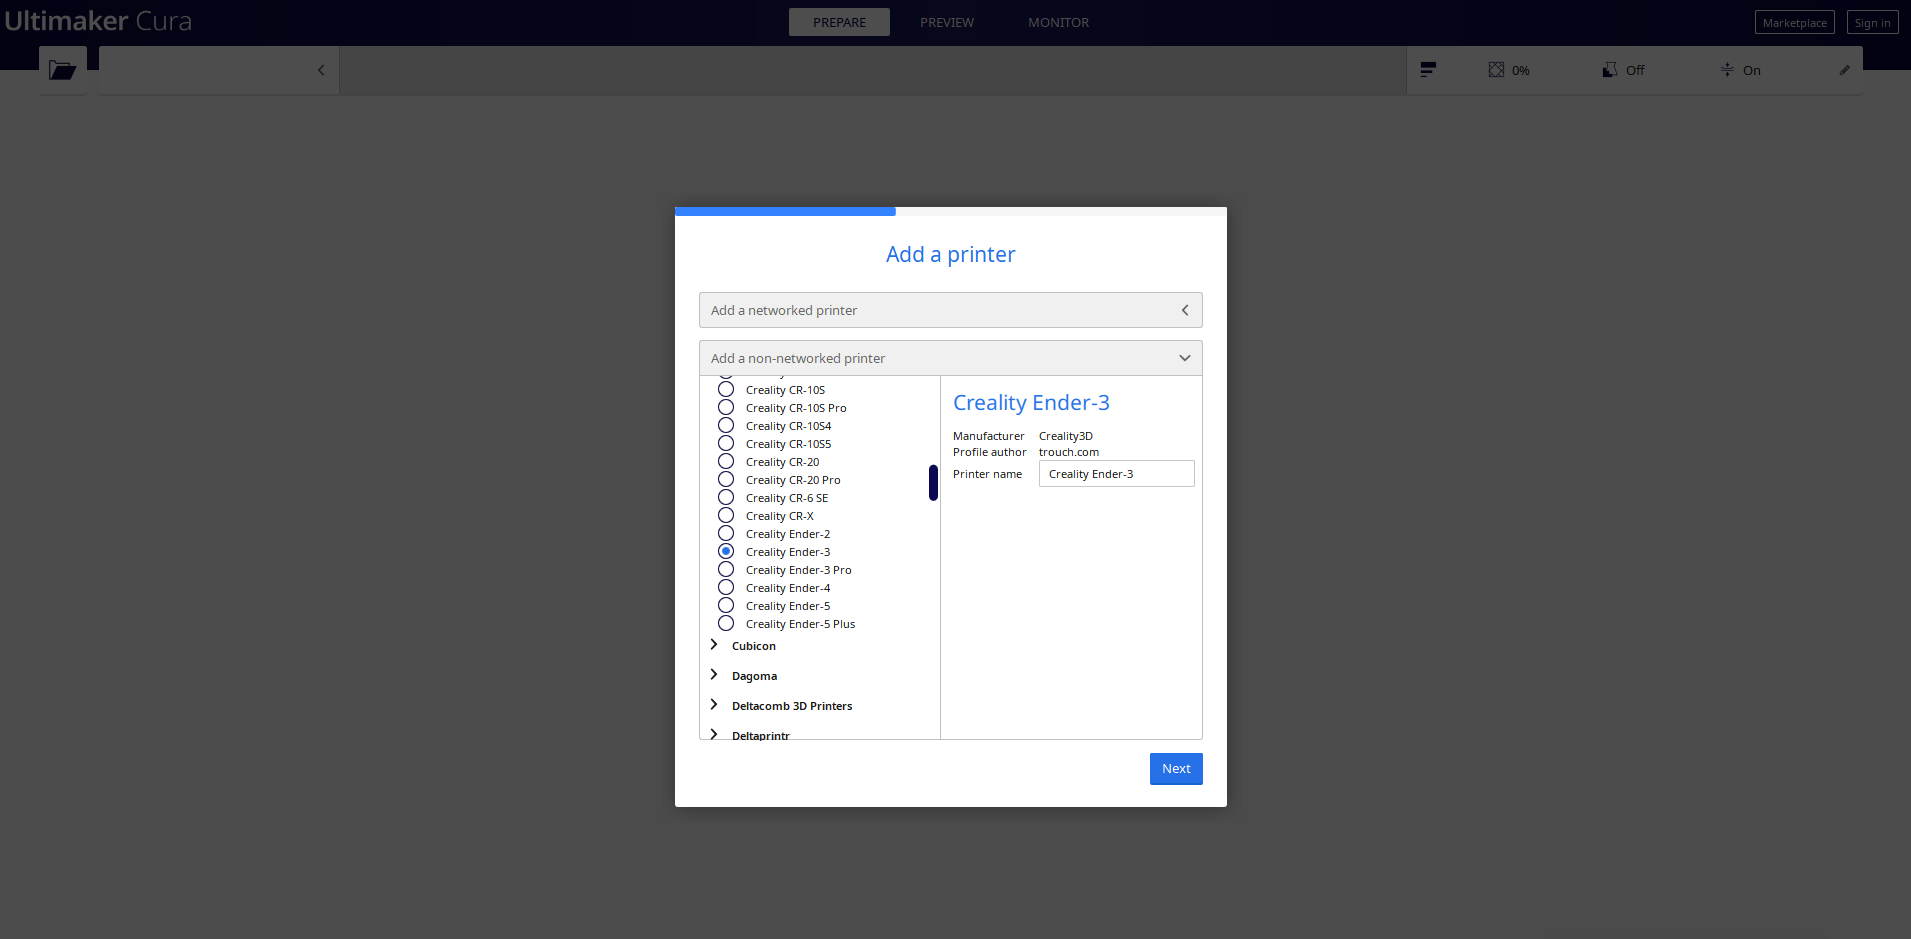 Ultimaker Cura
PREPARE
PREVIEW
MONITOR
Marketplace
Sign in
0%
Off
On
Add a printer
Add a networked printer
Add a non-networked printer
Creality CR-10S
Creality CR-10S Pro
Creality CR-10S4
Creality CR-10S5
Creality CR-20
Creality CR-20 Pro
Creality CR-6 SE
Creality CR-X
Creality Ender-2
Creality Ender-3
Creality Ender-3 Pro
Creality Ender-4
Creality Ender-5
Creality Ender-5 Plus
Cubicon
Dagoma
Deltacomb 3D Printers
Deltaprintr
Creality Ender-3
Manufacturer Creality3D
Profile author trouch.com
Printer name Creality Ender-3
Next